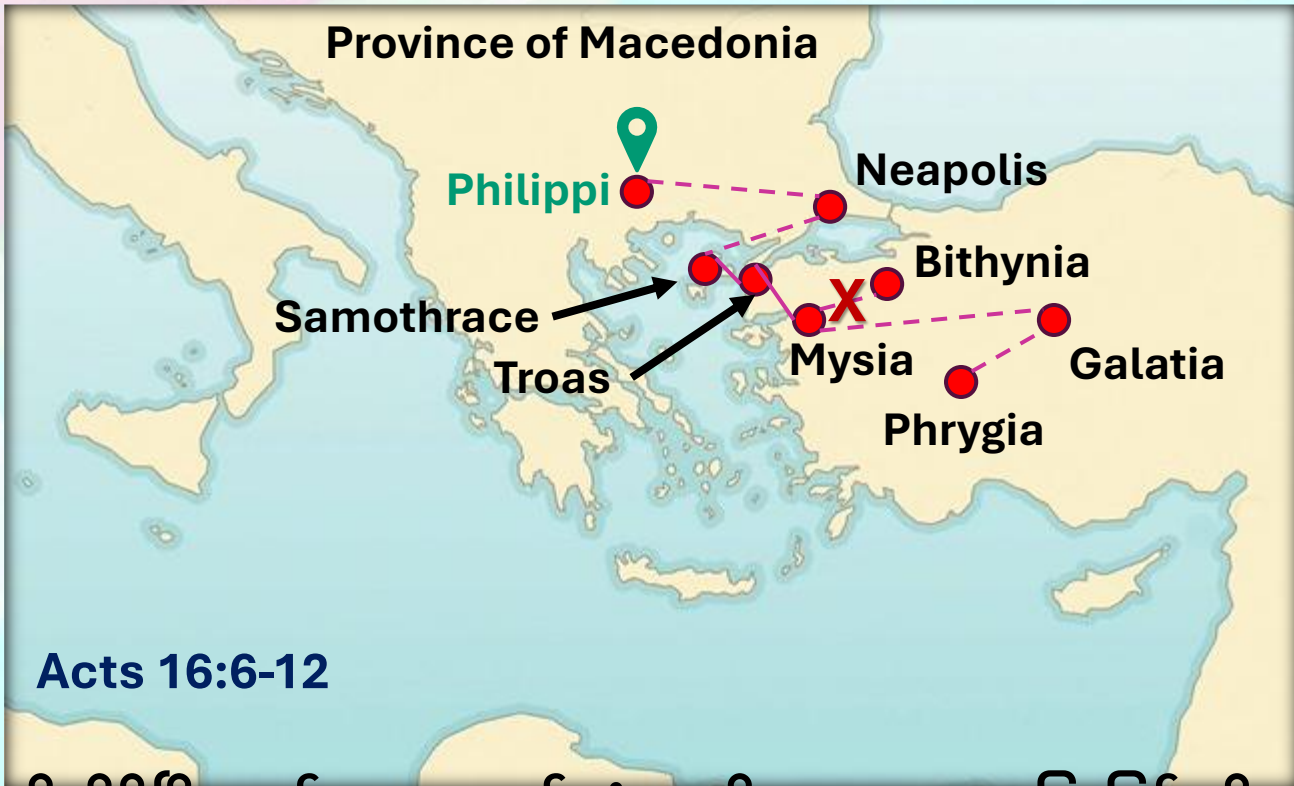 Province of Macedonia
Neapolis
Philippi
Bithynia
Samothrace
X
Mysia
Galatia
Troas
Phrygia
Acts 16:6-12